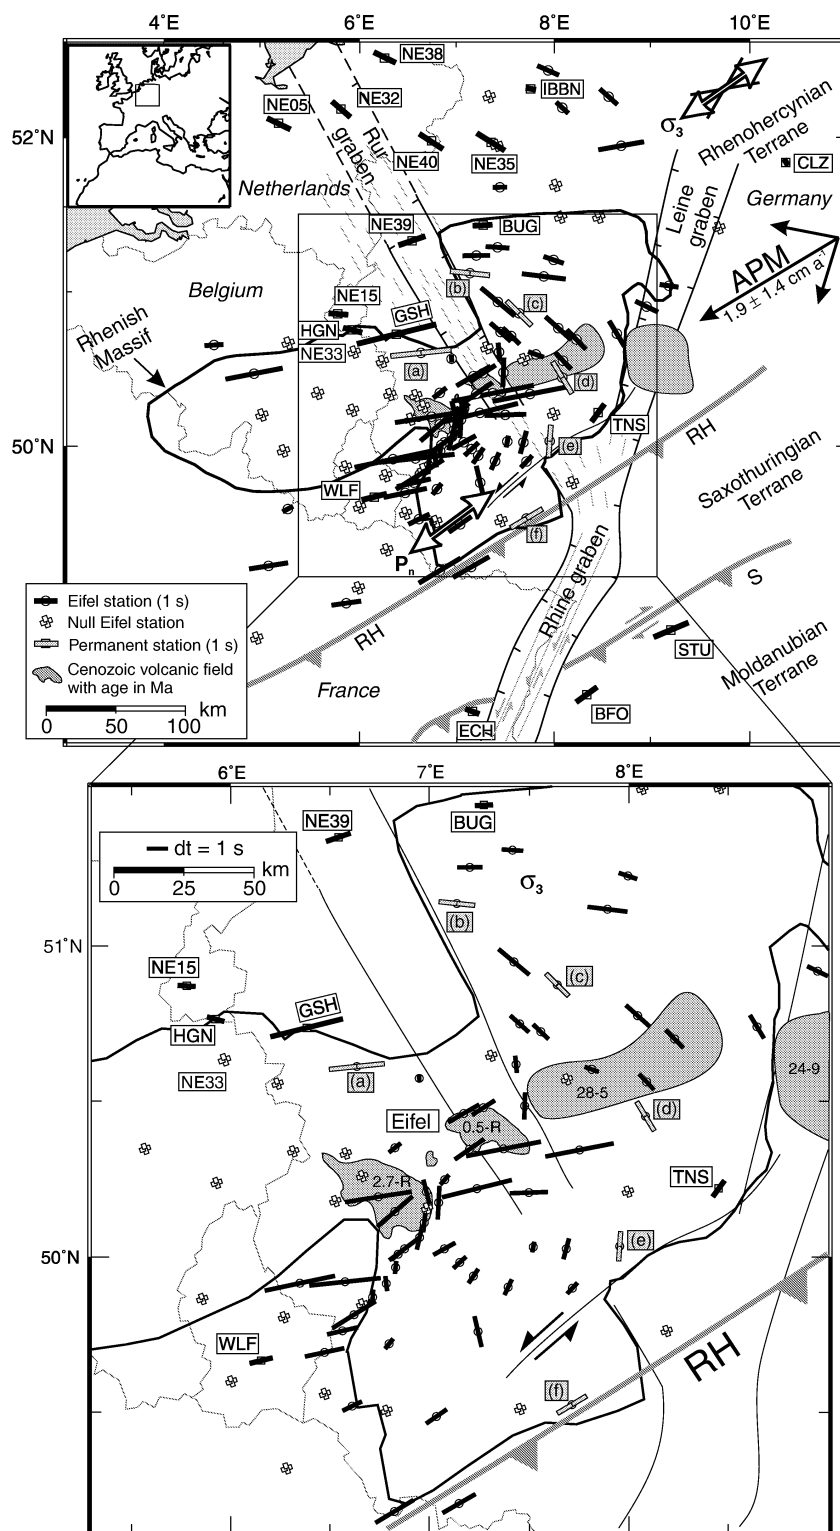 4°E 6°E 8°E 10°E
NE38
IBBN
NE05
NE32
σ3
52°N
Rur
graben
NE40
NE35
Rhenohercynian
Terrane
CLZ
Netherlands
Leine
graben
Germany
NE39
BUG
APM
1.9 ± 1.4 cm a-1
(b)
Belgium
NE15
GSH
(c)
Rhenish
Massif
HGN
NE33
(a)
(d)
TNS
RH
50°N
(e)
WLF
Saxothuringian
Terrane
(f)
Pn
Rhine graben
S
Eifel station (1 s)
Null Eifel station
Permanent station (1 s)
Cenozoic volcanic field
with age in Ma
0 50 100 km
RH
STU
Moldanubian
Terrane
France
BFO
ECH
6°E 7°E 8°E
NE39
BUG
dt = 1 s
0 25 50 km
σ3
(b)
51°N
NE15
(c)
GSH
HGN
NE33
(a)
24-9
28-5
(d)
Eifel
0.5-R
2.7-R
TNS
(e)
50°N
WLF
RH
(f)